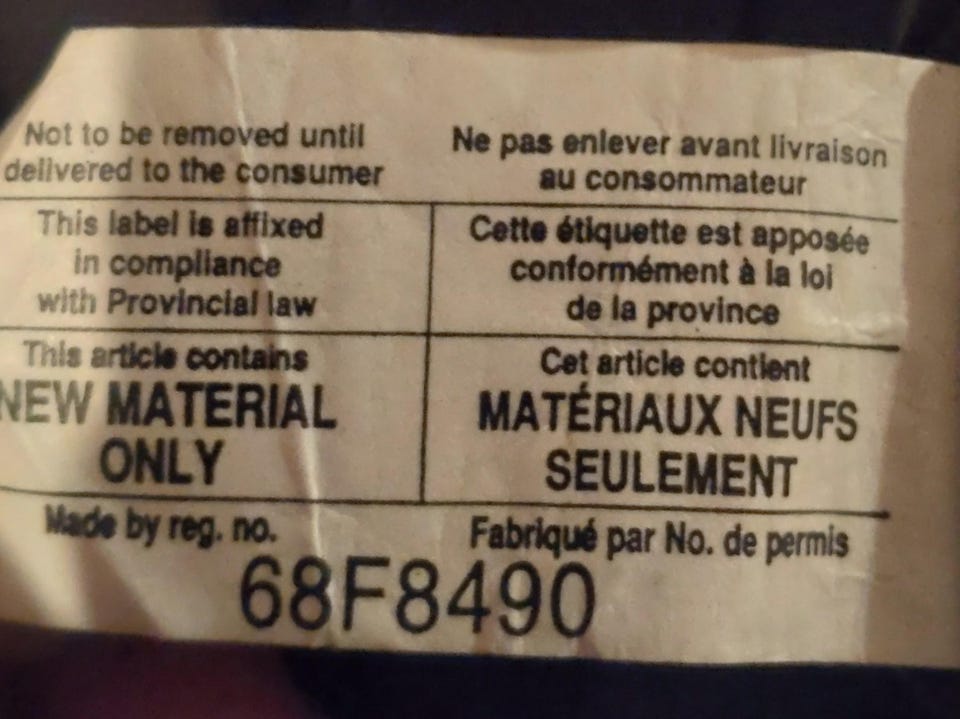 Not to be removed until
delivered to the consumer
Ne pas enlever avant livraison
au consommateur
This label is affixed
in compliance
with Provincial law
Cette étiquette est apposée
conformément à la loi
de la province
This article contains
NEW MATERIAL
ONLY
Cet article contient
MATÉRIAUX NEUFS
SEULEMENT
Made by reg. no.
Fabriqué par No. de permis
68F8490